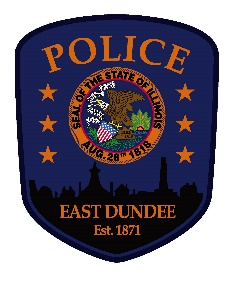 POLICE
SEAL OF THE STATE OF ILLINOIS
AUG. 26TH 1818
EAST DUNDEE
Est. 1871